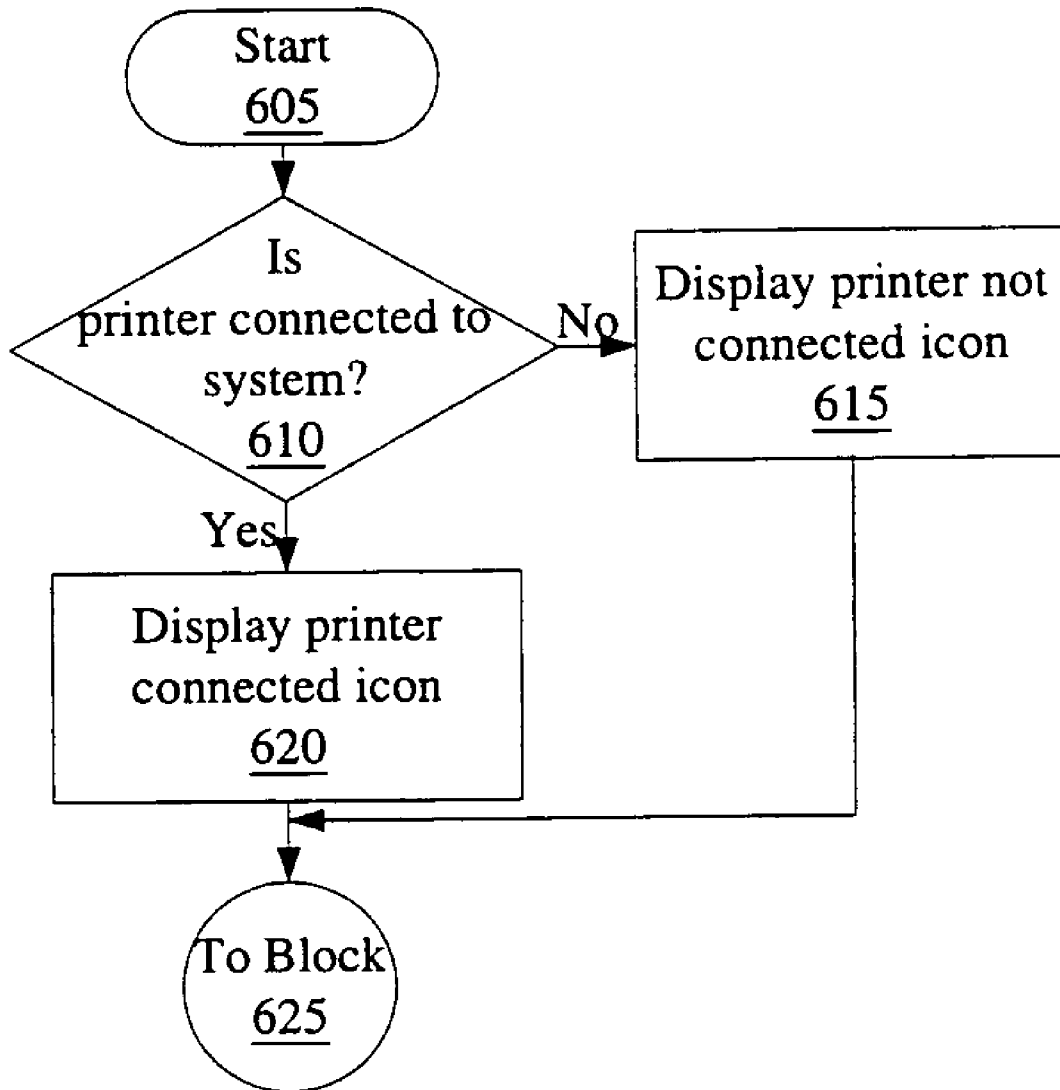 Start
605
Is
printer connected to
system?
610
No
Display printer not
connected icon
615
Yes
Display printer
connected icon
620
To Block
625